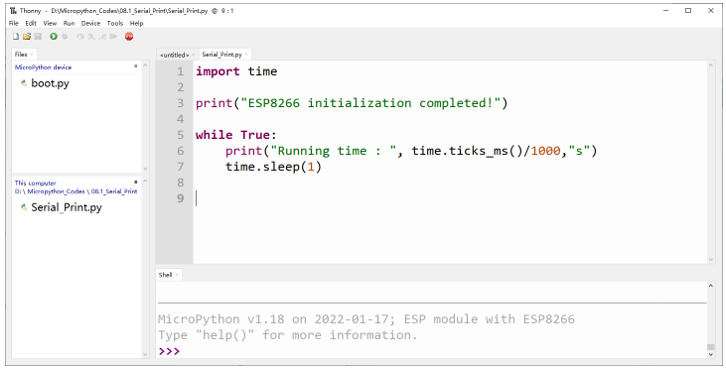 Thonny - D:\Micropython_Codes\08.1_Serial_Print\Serial_Print.py @ 9 : 1
File Edit View Run Device Tools Help
Files
MicroPython device
boot.py
This computer
D: \ Micropython_Codes \ 08.1_Serial_Print
Serial_Print.py
<untitled> Serial_Print.py
1 import time
2
3 print("ESP8266 initialization completed!")
4
5 while True:
6 print("Running time : ", time.ticks_ms()/1000,"s")
7 time.sleep(1)
8
9
Shell
MicroPython v1.18 on 2022-01-17; ESP module with ESP8266
Type "help()" for more information.
>>>